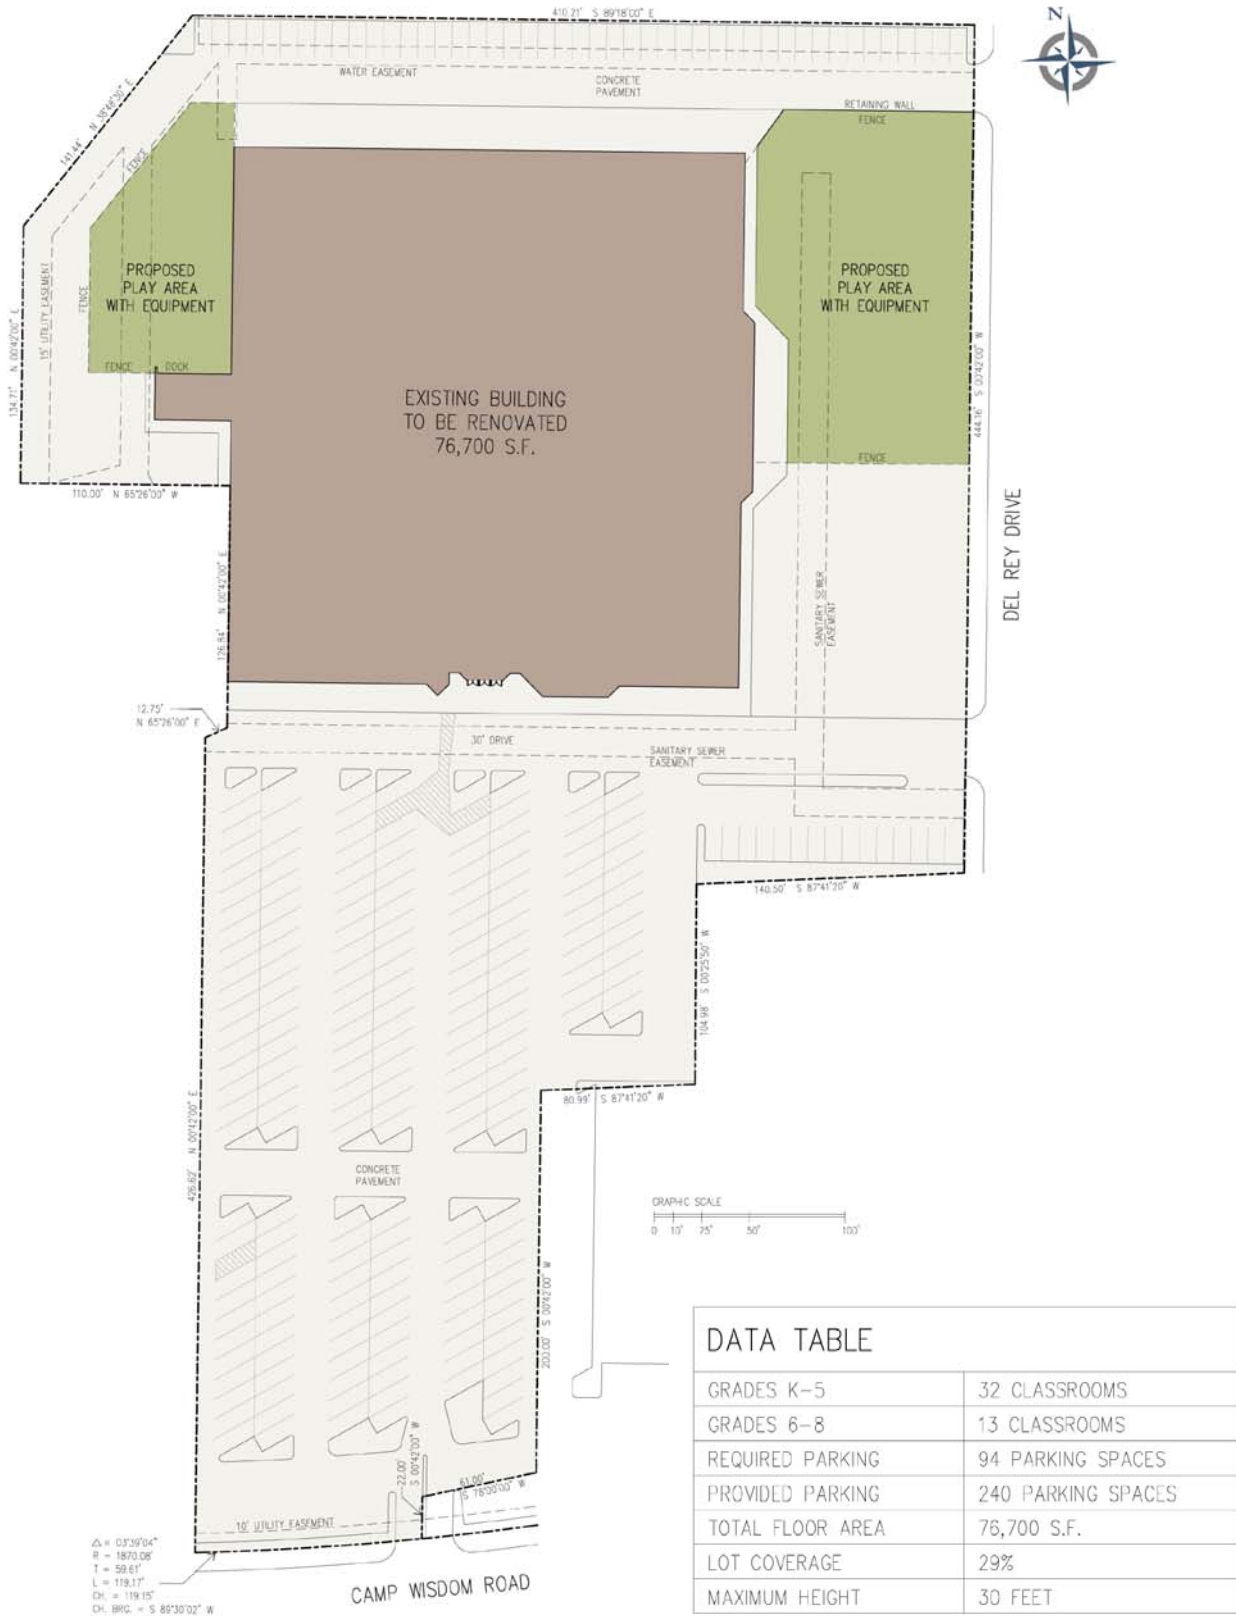 410.21' S 89°18'00" E
N
WATER EASEMENT
CONCRETE
PAVEMENT
RETAINING WALL
FENCE
141.44' N 38°48'30" E
FENCE
PROPOSED
PLAY AREA
WITH EQUIPMENT
PROPOSED
PLAY AREA
WITH EQUIPMENT
15' UTILITY EASEMENT
FENCE
134.71' N 00°42'00" E
FENCE
DOCK
444.16' S 00°42'00" W
EXISTING BUILDING
TO BE RENOVATED
76,700 S.F.
FENCE
110.00' N 65°26'00" W
DEL REY DRIVE
126.84' N 00°42'00" E
SANITARY SEWER
EASEMENT
12.75'
N 65°26'00" E
30' DRIVE
SANITARY SEWER
EASEMENT
140.50' S 87°41'20" W
104.98' S 00°25'50" W
80.99' S 87°41'20" W
426.62' N 00°42'00" E
CONCRETE
PAVEMENT
GRAPHIC SCALE
0 10' 25' 50' 100'
200.00' S 00°42'00" W
22.00'
S 00°42'00" W
61.00'
S 78°00'00" W
10' UTILITY EASEMENT
Δ = 03°39'04"
R = 1870.08'
T = 59.61'
L = 119.17'
CH. = 119.15'
CH. BRG. = S 89°30'02" W
CAMP WISDOM ROAD
DATA TABLE
GRADES K-5 32 CLASSROOMS
GRADES 6-8 13 CLASSROOMS
REQUIRED PARKING 94 PARKING SPACES
PROVIDED PARKING 240 PARKING SPACES
TOTAL FLOOR AREA 76,700 S.F.
LOT COVERAGE 29%
MAXIMUM HEIGHT 30 FEET